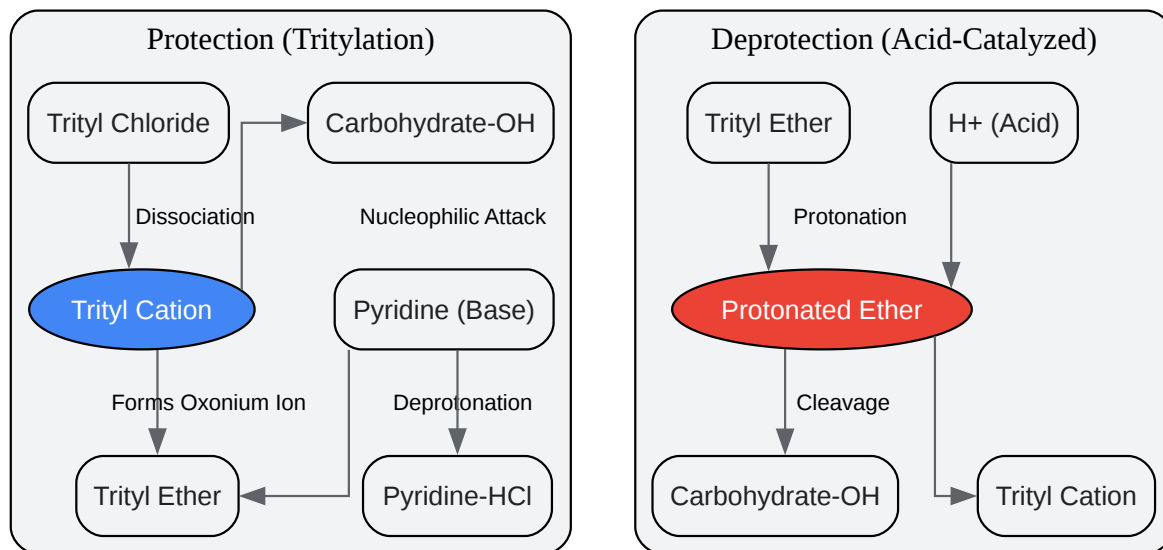 Protection (Tritylation)
Trityl Chloride
Carbohydrate-OH
Dissociation
Nucleophilic Attack
Trityl Cation
Pyridine (Base)
Forms Oxonium Ion
Deprotonation
Trityl Ether
Pyridine-HCl
Deprotection (Acid-Catalyzed)
Trityl Ether
H+ (Acid)
Protonation
Protonated Ether
Cleavage
Carbohydrate-OH
Trityl Cation